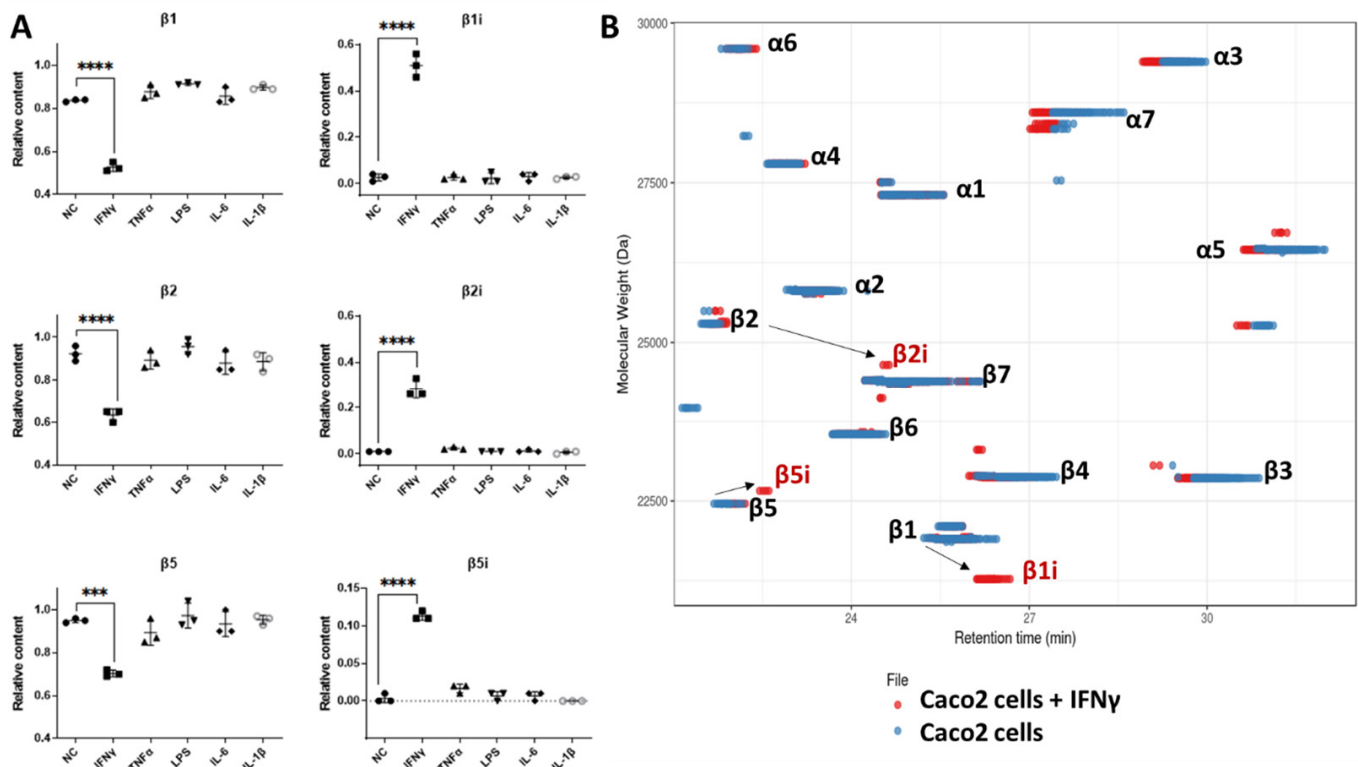 A
β1
****
Relative content
1.0
0.8
0.6
0.4
NC
IFNγ
TNFα
LPS
IL-6
IL-1β
β1i
****
Relative content
0.6
0.4
0.2
0.0
NC
IFNγ
TNFα
LPS
IL-6
IL-1β
β2
****
Relative content
1.0
0.8
0.6
0.4
NC
IFNγ
TNFα
LPS
IL-6
IL-1β
β2i
****
Relative content
0.6
0.4
0.2
0.0
NC
IFNγ
TNFα
LPS
IL-6
IL-1β
β5
***
Relative content
1.0
0.8
0.6
0.4
NC
IFNγ
TNFα
LPS
IL-6
IL-1β
β5i
****
Relative content
0.15
0.10
0.05
0.00
NC
IFNγ
TNFα
LPS
IL-6
IL-1β
B
Molecular Weight (Da)
30000
27500
25000
22500
α6
α3
α7
α4
α1
α5
α2
β2
β2i
β7
β6
β5i
β5
β4
β3
β1
β1i
24
27
30
Retention time (min)
File
Caco2 cells + IFNγ
Caco2 cells